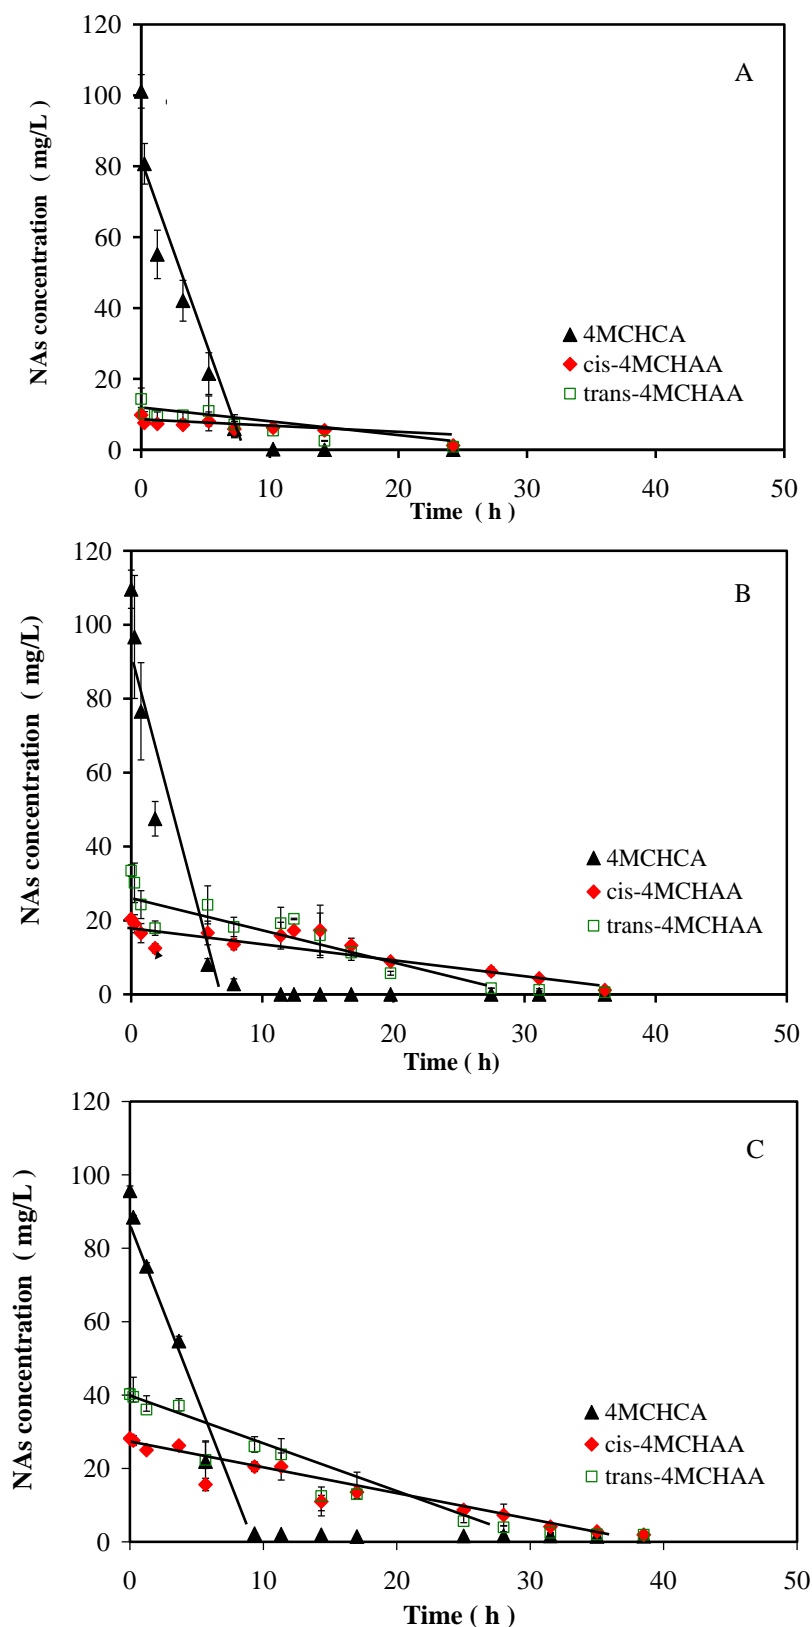 120
A
100
80
60
40
20
0
NAs concentration ( mg/L )
4MCHCA
cis-4MCHAA
trans-4MCHAA
0 10 20 30 40 50
Time ( h )
120
B
100
80
60
40
20
0
NAs concentration ( mg/L)
4MCHCA
cis-4MCHAA
trans-4MCHAA
0 10 20 30 40 50
Time ( h)
120
C
100
80
60
40
20
0
NAs concentration ( mg/L )
4MCHCA
cis-4MCHAA
trans-4MCHAA
0 10 20 30 40 50
Time ( h )